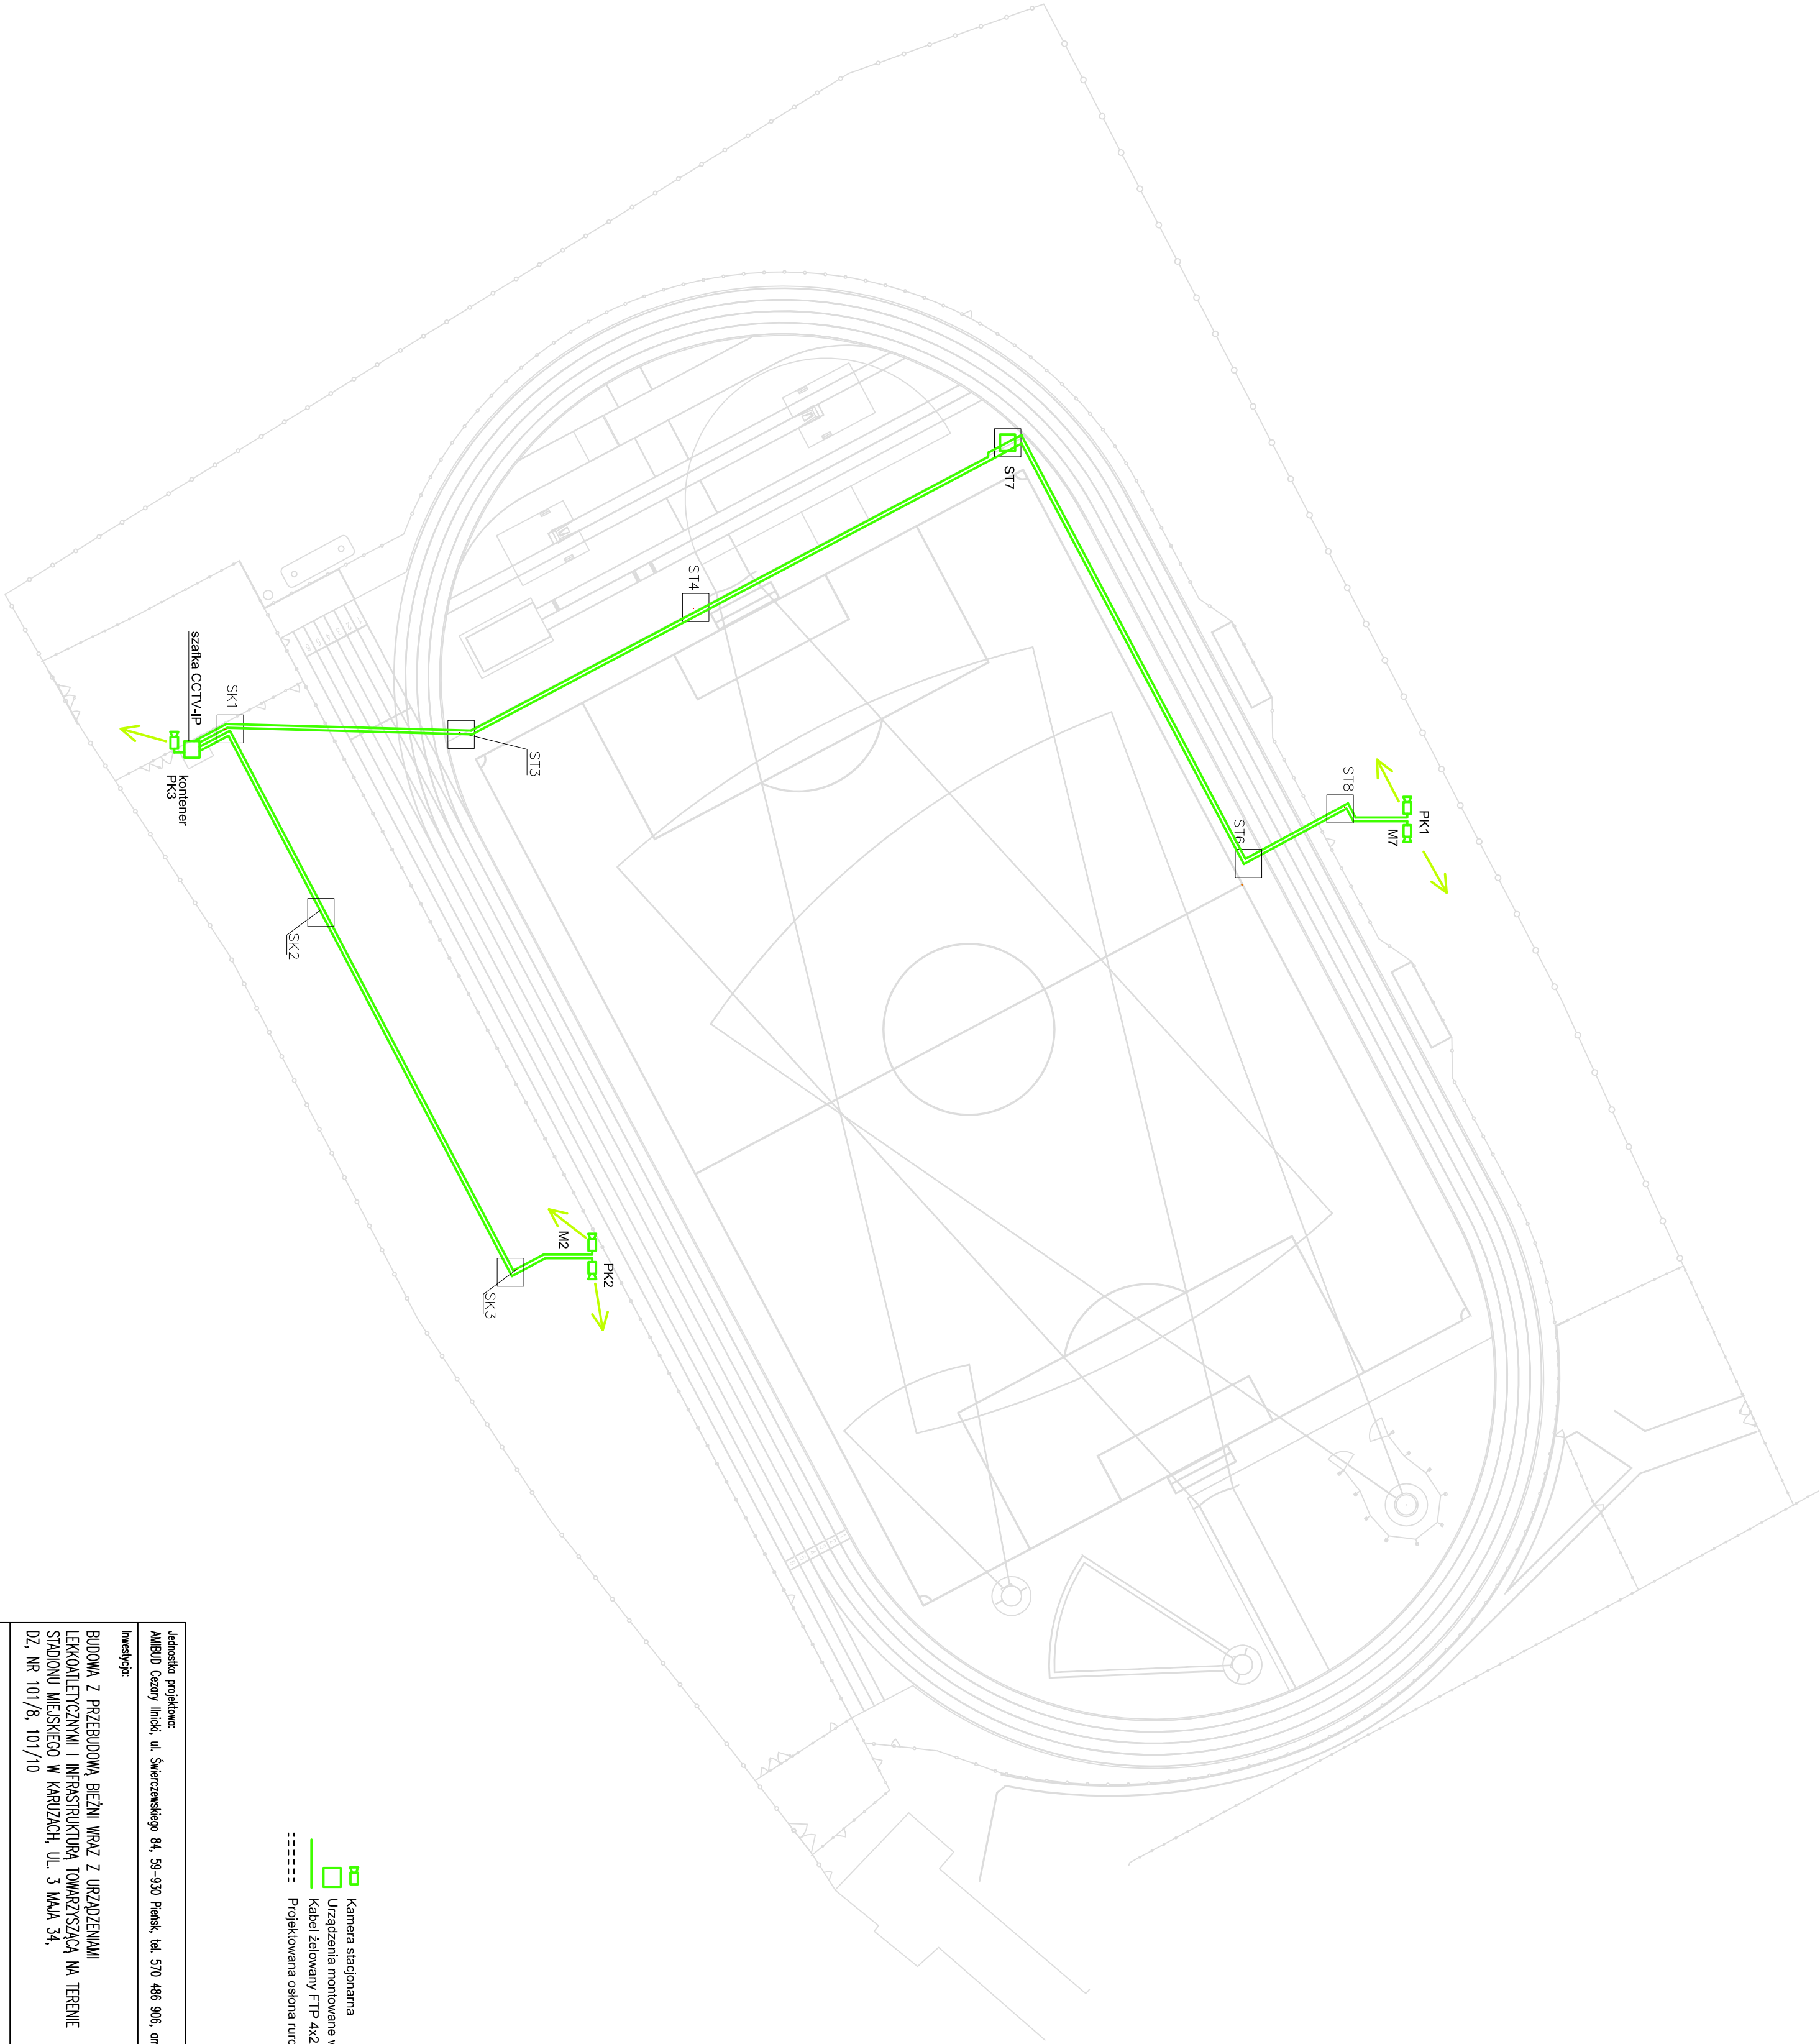 ST7
ST4
SK1
szafka CCTV-IP
kontener
PK3
ST3
ST8
PK1
M7
ST6
SK2
M2
PK2
SK3
Kamera stacjonarna
Urządzenia montowane w
Kabel żelowany FTP 4x2
Projektowana osłona ruro
Jednostka projektowa:
AMIBUD Cezary Ilnicki, ul. Świerczewskiego 84, 59-930 Pieńsk, tel. 570 486 906, am
Inwestycja:
BUDOWA Z PRZEBUDOWĄ BIEŻNI WRAZ Z URZĄDZENIAMI
LEKKOATLETYCZNYMI I INFRASTRUKTURĄ TOWARZYSZĄCĄ NA TERENIE
STADIONU MIEJSKIEGO W KARUZACH, UL. 3 MAJA 34,
DZ, NR 101/8, 101/10